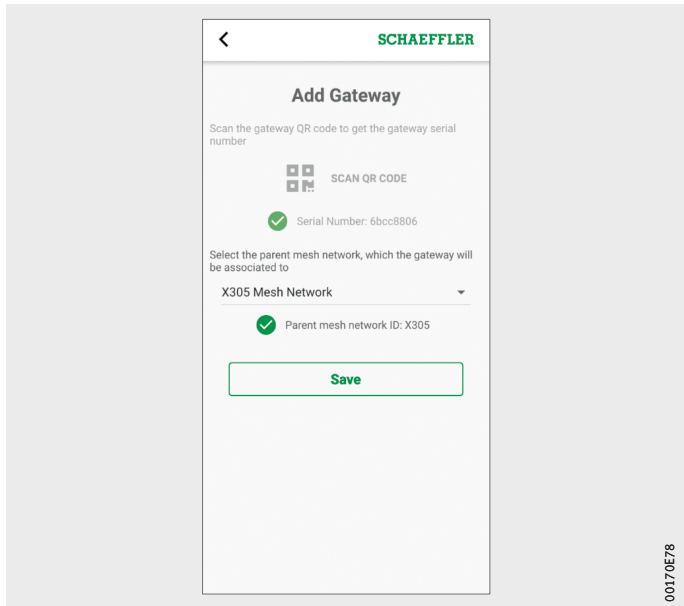 SCHAEFFLER
Add Gateway
Scan the gateway QR code to get the gateway serial
number
SCAN QR CODE
Serial Number: 6bcc8806
Select the parent mesh network, which the gateway will
be associated to
X305 Mesh Network
Parent mesh network ID: X305
Save
00170E78